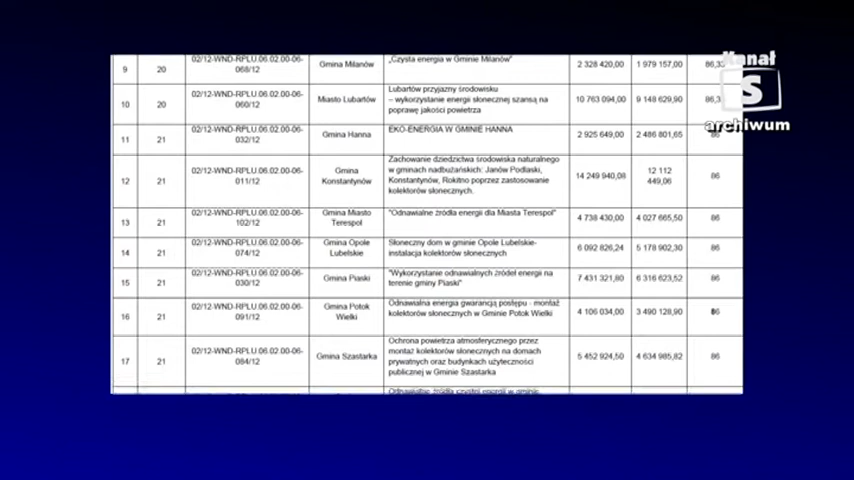 Kanał
S
archiwum
9 20 02/12-WND-RPLU.06.02.00-06- Gmina Milanów „Czysta energia w Gminie Milanów" 2 328 420,00 1 979 157,00
068/12
10 20 02/12-WND-RPLU.06.02.00-06- Miasto Lubartów Lubartów przyjazny środowisku 10 763 094,00 9 148 629,90
060/12 – wykorzystanie energii słonecznej szansą na
poprawę jakości powietrza
11 21 02/12-WND-RPLU.06.02.00-06- Gmina Hanna EKO-ENERGIA W GMINIE HANNA 2 925 649,00 2 486 801,65 86
032/12
12 21 02/12-WND-RPLU.06.02.00-06- Gmina Zachowanie dziedzictwa środowiska naturalnego 14 249 940,08 12 112 86
011/12 Konstantynów w gminach nadbużańskich: Janów Podlaski, 449,06
Konstantynów, Rokitno poprzez zastosowanie
kolektorów słonecznych.
13 21 02/12-WND-RPLU.06.02.00-06- Gmina Miasto "Odnawialne źródła energii dla Miasta Terespol" 4 738 430,00 4 027 665,50 86
102/12 Terespol
14 21 02/12-WND-RPLU.06.02.00-06- Gmina Opole Słoneczny dom w gminie Opole Lubelskie- 6 092 826,24 5 178 902,30 86
074/12 Lubelskie instalacja kolektorów słonecznych
15 21 02/12-WND-RPLU.06.02.00-06- Gmina Piaski "Wykorzystanie odnawialnych źródeł energii na 7 431 321,80 6 316 623,52 86
030/12 terenie gminy Piaski"
16 21 02/12-WND-RPLU.06.02.00-06- Gmina Potok Odnawialna energia gwarancją postępu - montaż 4 106 034,00 3 490 128,90 86
091/12 Wielki kolektorów słonecznych w Gminie Potok Wielki
17 21 02/12-WND-RPLU.06.02.00-06- Gmina Szastarka Ochrona powietrza atmosferycznego przez 5 452 924,50 4 634 985,82 86
084/12 montaż kolektorów słonecznych na domach
prywatnych oraz budynkach użyteczności
publicznej w Gminie Szastarka